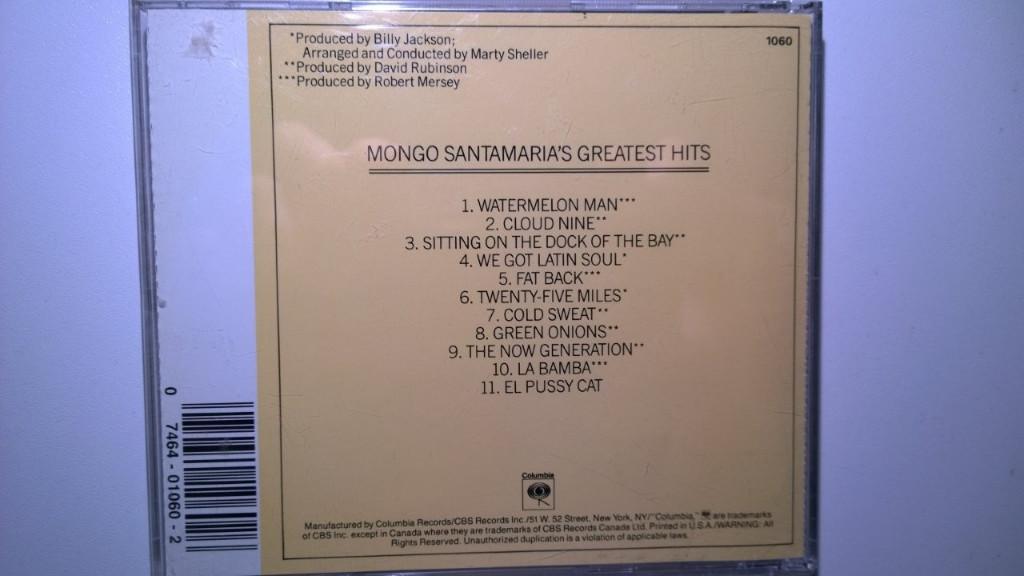 *Produced by Billy Jackson;
Arranged and Conducted by Marty Sheller
**Produced by David Rubinson
***Produced by Robert Mersey
1060
MONGO SANTAMARIA'S GREATEST HITS
1. WATERMELON MAN***
2. CLOUD NINE**
3. SITTING ON THE DOCK OF THE BAY**
4. WE GOT LATIN SOUL*
5. FAT BACK***
6. TWENTY-FIVE MILES*
7. COLD SWEAT**
8. GREEN ONIONS**
9. THE NOW GENERATION**
10. LA BAMBA***
11. EL PUSSY CAT
0 7464-01060-2
Columbia
Manufactured by Columbia Records/CBS Records Inc./51 W. 52 Street, New York, NY/"Columbia," are trademarks
of CBS Inc. except in Canada where they are trademarks of CBS Records Canada Ltd. Printed in U.S.A./WARNING: All
Rights Reserved. Unauthorized duplication is a violation of applicable laws.